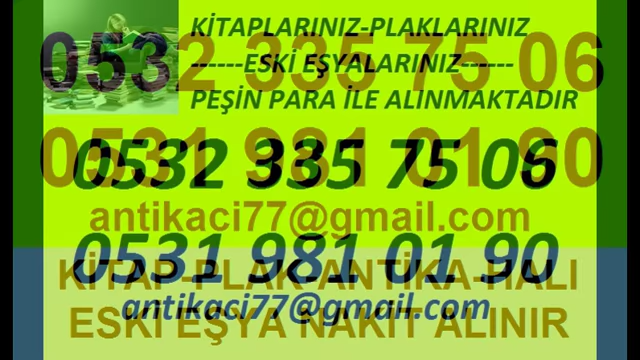 KİTAPLARINIZ-PLAKLARINIZ
0532 335 75 06
------ESKİ EŞYALARINIZ------
PEŞİN PARA İLE ALINMAKTADIR
0531 981 01 90
0532 335 75 06
antikaci77@gmail.com
0531 981 01 90
KİTAP-PLAK-ANTİKA-HALI
antikaci77@gmail.com
ESKİ EŞYA NAKİT ALINIR